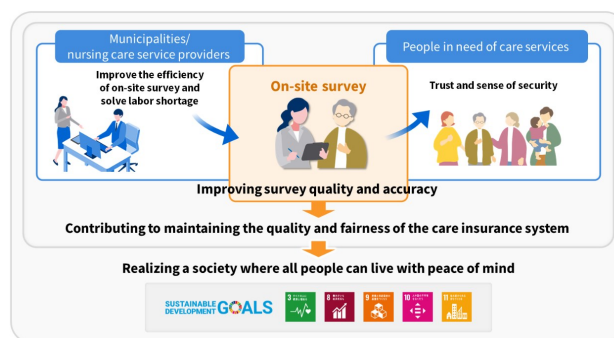 Municipalities/
nursing care service providers
People in need of care services
Improve the efficiency
of on-site survey and
solve labor shortage
On-site survey
Trust and sense of security
Improving survey quality and accuracy
Contributing to maintaining the quality and fairness of the care insurance system
Realizing a society where all people can live with peace of mind
SUSTAINABLE
DEVELOPMENT
GOALS
3
8
9
10
11